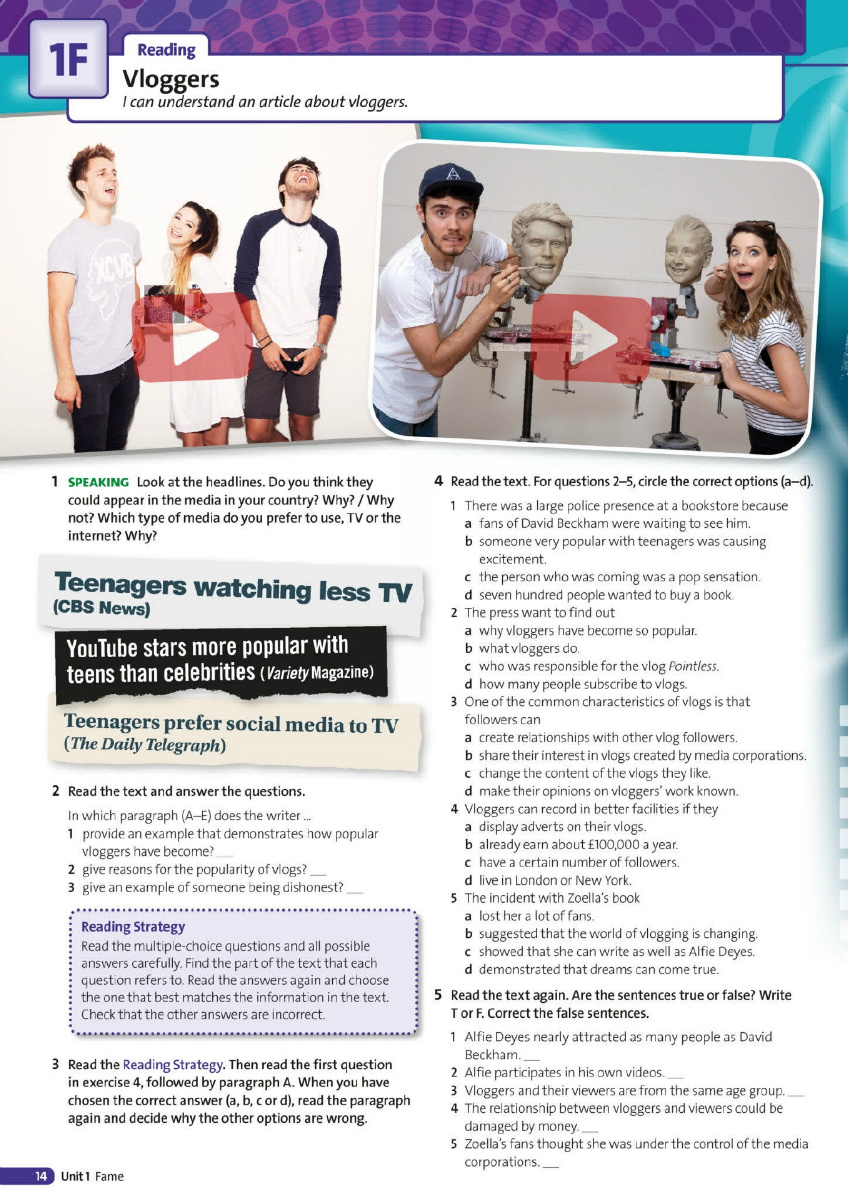 1F
Reading
Vloggers
I can understand an article about vloggers.
XCVB
1 SPEAKING Look at the headlines. Do you think they
could appear in the media in your country? Why? / Why
not? Which type of media do you prefer to use, TV or the
internet? Why?
Teenagers watching less TV
(CBS News)
YouTube stars more popular with
teens than celebrities (Variety Magazine)
Teenagers prefer social media to TV
(The Daily Telegraph)
2 Read the text and answer the questions.
In which paragraph (A–E) does the writer ...
1 provide an example that demonstrates how popular
vloggers have become? __
2 give reasons for the popularity of vlogs? __
3 give an example of someone being dishonest? __
Reading Strategy
Read the multiple-choice questions and all possible
answers carefully. Find the part of the text that each
question refers to. Read the answers again and choose
the one that best matches the information in the text.
Check that the other answers are incorrect.
3 Read the Reading Strategy. Then read the first question
in exercise 4, followed by paragraph A. When you have
chosen the correct answer (a, b, c or d), read the paragraph
again and decide why the other options are wrong.
4 Read the text. For questions 2–5, circle the correct options (a–d).
1 There was a large police presence at a bookstore because
a fans of David Beckham were waiting to see him.
b someone very popular with teenagers was causing
excitement.
c the person who was coming was a pop sensation.
d seven hundred people wanted to buy a book.
2 The press want to find out
a why vloggers have become so popular.
b what vloggers do.
c who was responsible for the vlog Pointless.
d how many people subscribe to vlogs.
3 One of the common characteristics of vlogs is that
followers can
a create relationships with other vlog followers.
b share their interest in vlogs created by media corporations.
c change the content of the vlogs they like.
d make their opinions on vloggers' work known.
4 Vloggers can record in better facilities if they
a display adverts on their vlogs.
b already earn about £100,000 a year.
c have a certain number of followers.
d live in London or New York.
5 The incident with Zoella's book
a lost her a lot of fans.
b suggested that the world of vlogging is changing.
c showed that she can write as well as Alfie Deyes.
d demonstrated that dreams can come true.
5 Read the text again. Are the sentences true or false? Write
T or F. Correct the false sentences.
1 Alfie Deyes nearly attracted as many people as David
Beckham. __
2 Alfie participates in his own videos. __
3 Vloggers and their viewers are from the same age group. __
4 The relationship between vloggers and viewers could be
damaged by money. __
5 Zoella's fans thought she was under the control of the media
corporations. __
14 Unit 1 Fame